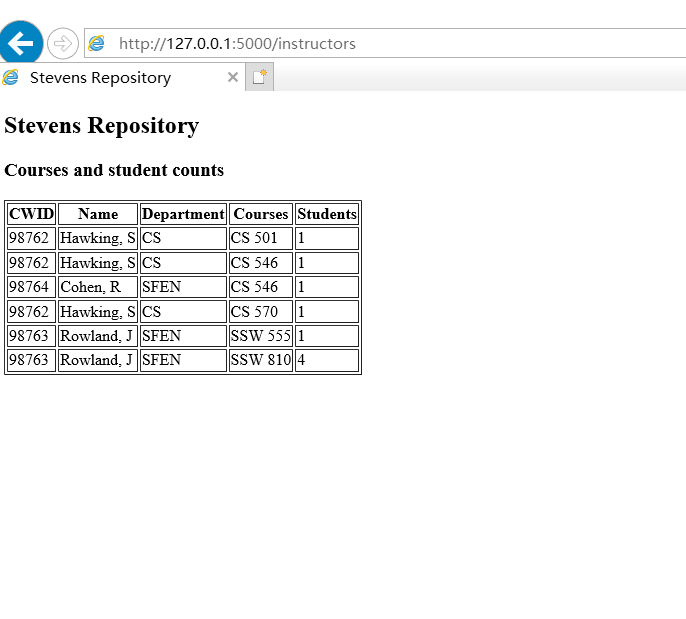 http://127.0.0.1:5000/instructors
Stevens Repository
Stevens Repository
Courses and student counts
CWID Name Department Courses Students
98762 Hawking, S CS CS 501 1
98762 Hawking, S CS CS 546 1
98764 Cohen, R SFEN CS 546 1
98762 Hawking, S CS CS 570 1
98763 Rowland, J SFEN SSW 555 1
98763 Rowland, J SFEN SSW 810 4